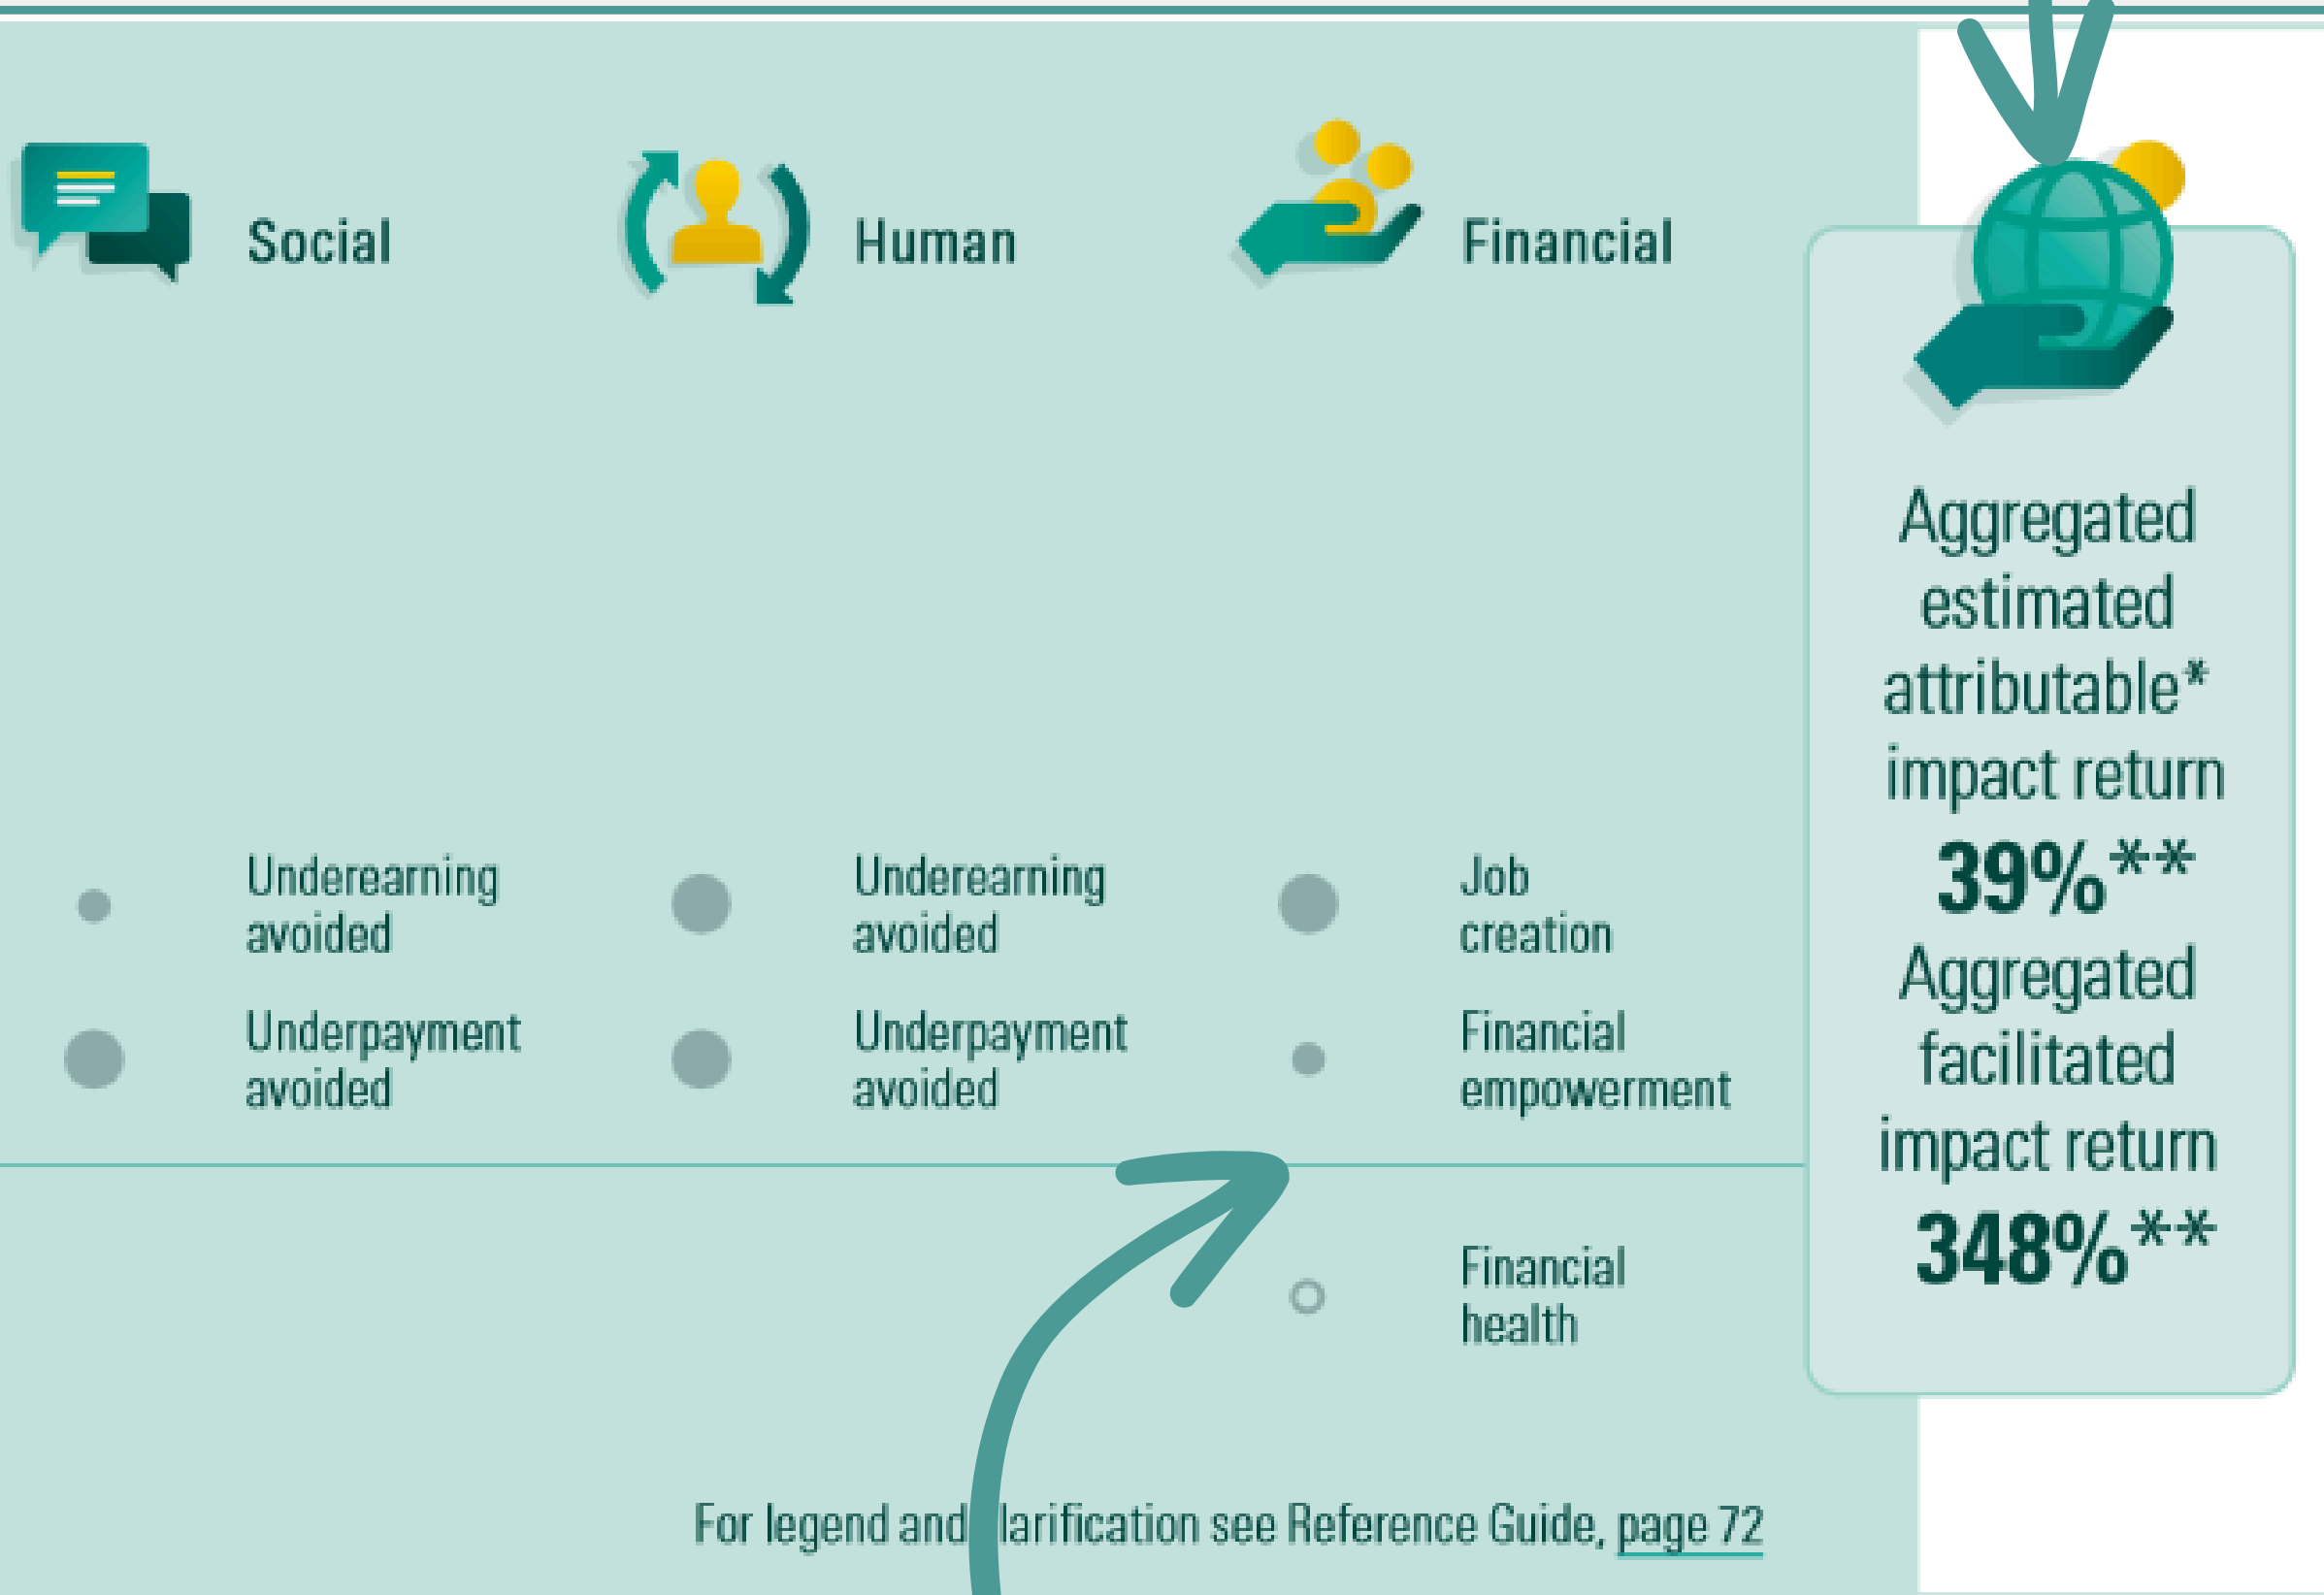 Social
Human
Financial
Underearning
avoided
Underearning
avoided
Job
creation
Underpayment
avoided
Underpayment
avoided
Financial
empowerment
Financial
health
For legend and larification see Reference Guide, page 72
Aggregated
estimated
attributable*
impact return
39%**
Aggregated
facilitated
impact return
348%**